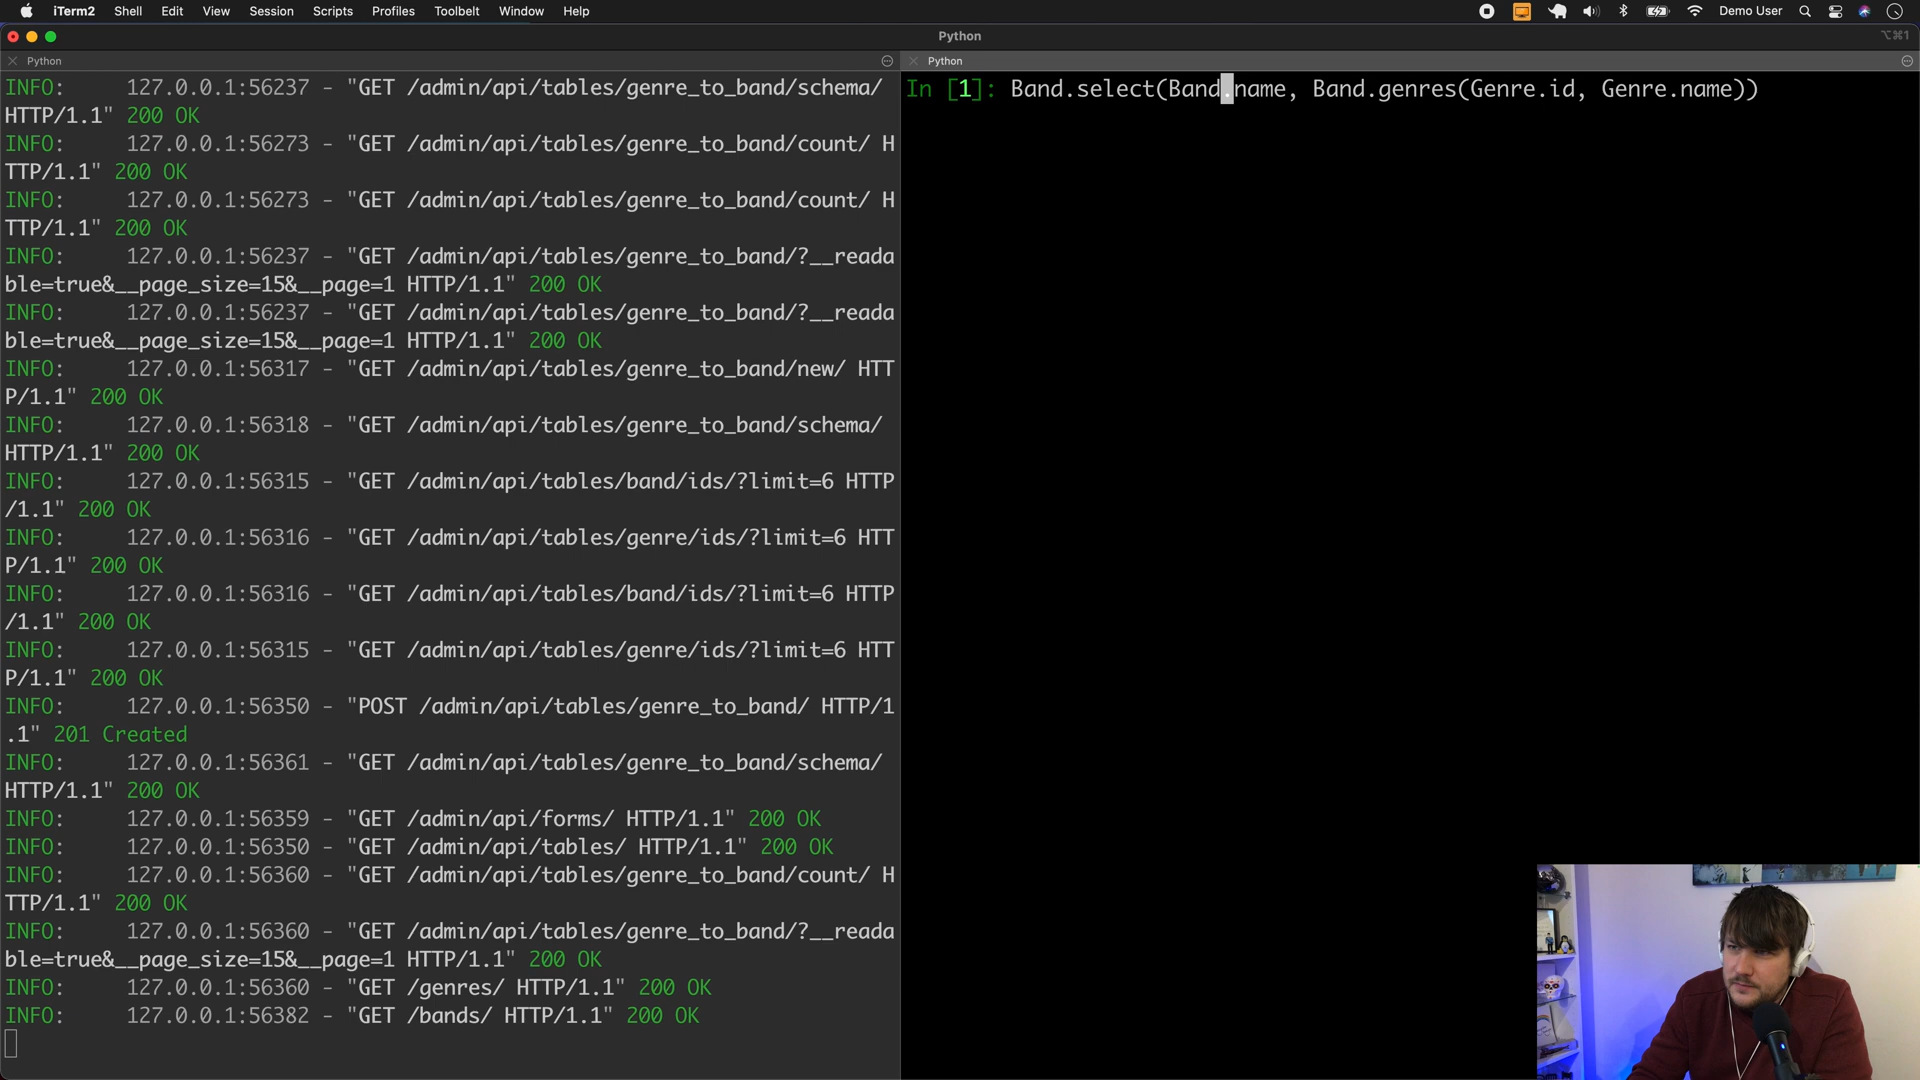 iTerm2 Shell Edit View Session Scripts Profiles Toolbelt Window Help Demo User
Python
⌥⌘1
Python
INFO: 127.0.0.1:56237 - "GET /admin/api/tables/genre_to_band/schema/
HTTP/1.1" 200 OK
INFO: 127.0.0.1:56273 - "GET /admin/api/tables/genre_to_band/count/ H
TTP/1.1" 200 OK
INFO: 127.0.0.1:56273 - "GET /admin/api/tables/genre_to_band/count/ H
TTP/1.1" 200 OK
INFO: 127.0.0.1:56237 - "GET /admin/api/tables/genre_to_band/?__reada
ble=true&__page_size=15&__page=1 HTTP/1.1" 200 OK
INFO: 127.0.0.1:56237 - "GET /admin/api/tables/genre_to_band/?__reada
ble=true&__page_size=15&__page=1 HTTP/1.1" 200 OK
INFO: 127.0.0.1:56317 - "GET /admin/api/tables/genre_to_band/new/ HTT
P/1.1" 200 OK
INFO: 127.0.0.1:56318 - "GET /admin/api/tables/genre_to_band/schema/
HTTP/1.1" 200 OK
INFO: 127.0.0.1:56315 - "GET /admin/api/tables/band/ids/?limit=6 HTTP
/1.1" 200 OK
INFO: 127.0.0.1:56316 - "GET /admin/api/tables/genre/ids/?limit=6 HTT
P/1.1" 200 OK
INFO: 127.0.0.1:56316 - "GET /admin/api/tables/band/ids/?limit=6 HTTP
/1.1" 200 OK
INFO: 127.0.0.1:56315 - "GET /admin/api/tables/genre/ids/?limit=6 HTT
P/1.1" 200 OK
INFO: 127.0.0.1:56350 - "POST /admin/api/tables/genre_to_band/ HTTP/1
.1" 201 Created
INFO: 127.0.0.1:56361 - "GET /admin/api/tables/genre_to_band/schema/
HTTP/1.1" 200 OK
INFO: 127.0.0.1:56359 - "GET /admin/api/forms/ HTTP/1.1" 200 OK
INFO: 127.0.0.1:56350 - "GET /admin/api/tables/ HTTP/1.1" 200 OK
INFO: 127.0.0.1:56360 - "GET /admin/api/tables/genre_to_band/count/ H
TTP/1.1" 200 OK
INFO: 127.0.0.1:56360 - "GET /admin/api/tables/genre_to_band/?__reada
ble=true&__page_size=15&__page=1 HTTP/1.1" 200 OK
INFO: 127.0.0.1:56360 - "GET /genres/ HTTP/1.1" 200 OK
INFO: 127.0.0.1:56382 - "GET /bands/ HTTP/1.1" 200 OK
Python
In [1]: Band.select(Band.name, Band.genres(Genre.id, Genre.name))